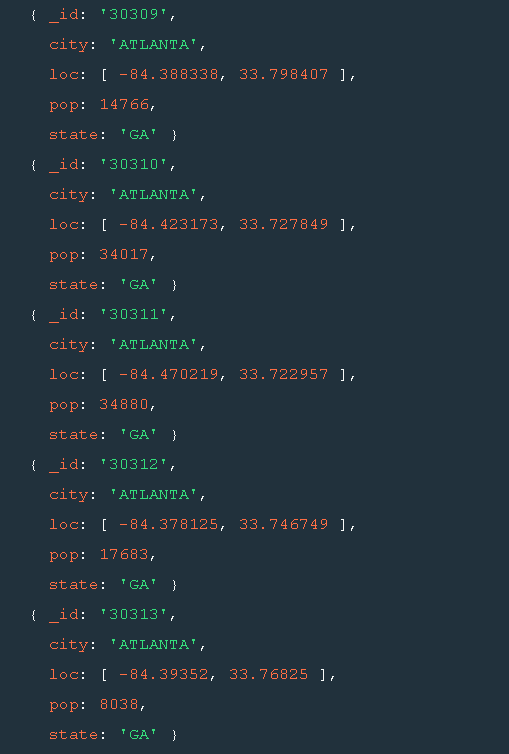 { _id: '30309',
city: 'ATLANTA',
loc: [ -84.388338, 33.798407 ],
pop: 14766,
state: 'GA' }
{ _id: '30310',
city: 'ATLANTA',
loc: [ -84.423173, 33.727849 ],
pop: 34017,
state: 'GA' }
{ _id: '30311',
city: 'ATLANTA',
loc: [ -84.470219, 33.722957 ],
pop: 34880,
state: 'GA' }
{ _id: '30312',
city: 'ATLANTA',
loc: [ -84.378125, 33.746749 ],
pop: 17683,
state: 'GA' }
{ _id: '30313',
city: 'ATLANTA',
loc: [ -84.39352, 33.76825 ],
pop: 8038,
state: 'GA' }